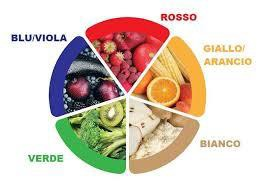 ROSSO
BLU/VIOLA
GIALLO/
ARANCIO
VERDE
BIANCO